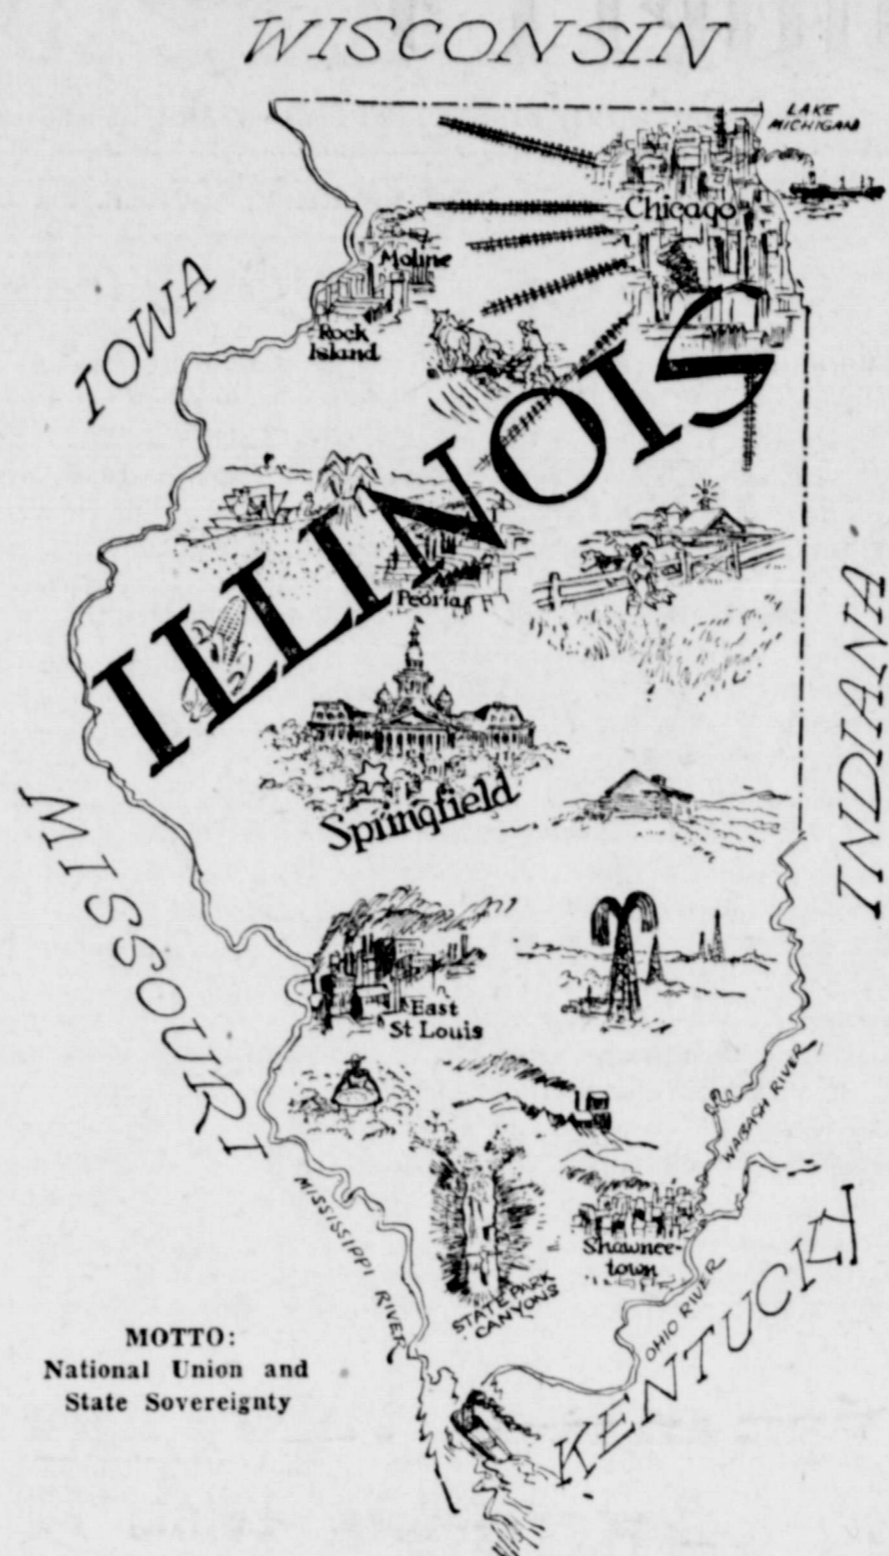 WISCONSIN
LAKE
MICHIGAN
Chicago
Moline
Rock
Island
IOWA
ILLINOIS
Peoria
INDIANA
Springfield
MISSOURI
East
St Louis
WABASH RIVER
MISSISSIPPI RIVER
Shawnee-
town
STATE PARK
CANYONS
OHIO RIVER
KENTUCKY
MOTTO:
National Union and
State Sovereignty